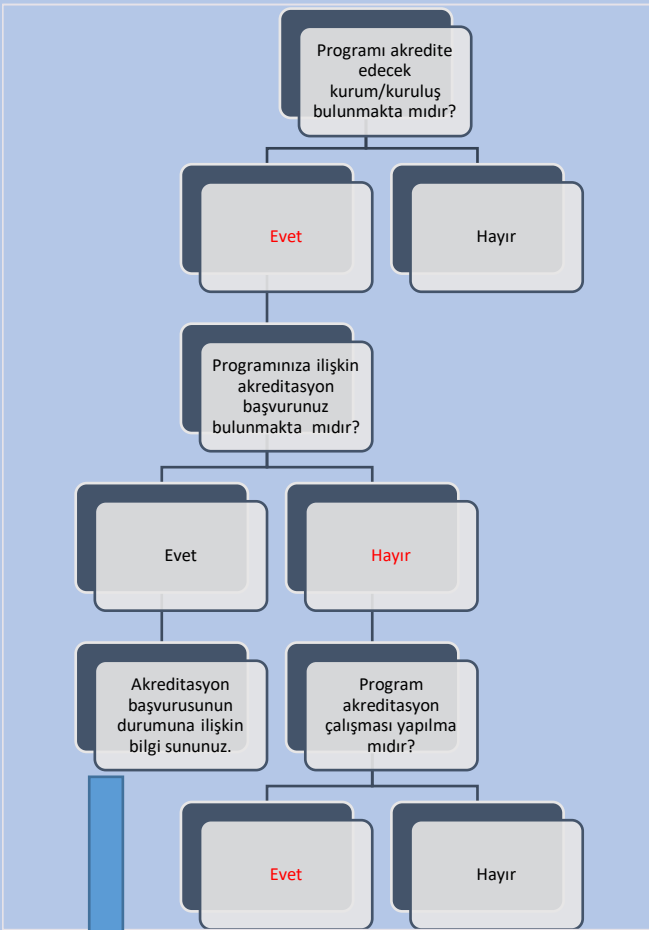 Programı akredite
edecek
kurum/kuruluş
bulunmakta mıdır?
Evet
Hayır
Programınıza ilişkin
akreditasyon
başvurunuz
bulunmakta mıdır?
Evet
Hayır
Akreditasyon
başvurusunun
durumuna ilişkin
bilgi sununuz.
Program
akreditasyon
çalışması yapılma
mıdır?
Evet
Hayır